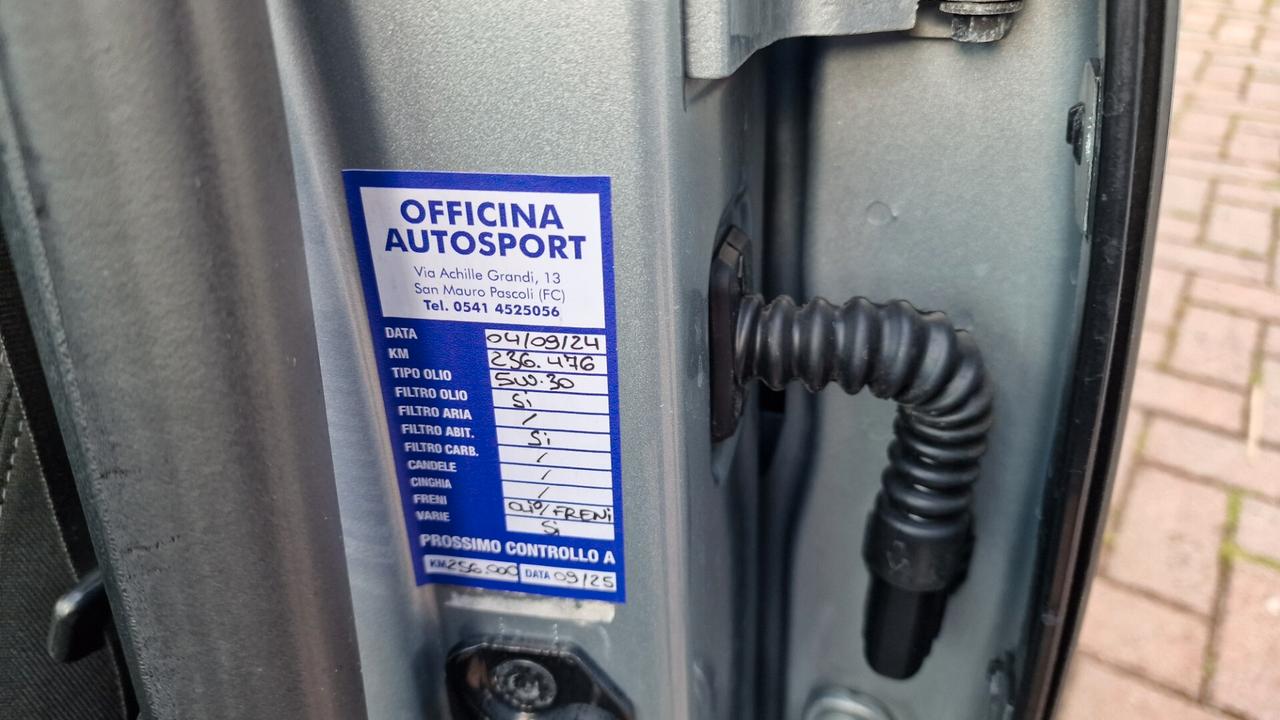 OFFICINA
AUTOSPORT
Via Achille Grandi, 13
San Mauro Pascoli (FC)
Tel. 0541 4525056
DATA 04/09/24
KM 236.476
TIPO OLIO 5W-30
FILTRO OLIO Si
FILTRO ARIA /
FILTRO ABIT. Si
FILTRO CARB. /
CANDELE /
CINGHIA /
FRENI OLIO/FRENI
VARIE Si
PROSSIMO CONTROLLO A
KM 256.000 DATA 09/25